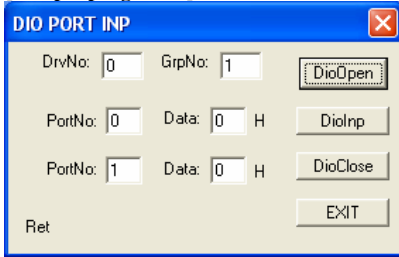 DIO PORT INP
DrvNo: 0 GrpNo: 1 DioOpen
PortNo: 0 Data: 0 H DioInp
PortNo: 1 Data: 0 H DioClose
EXIT
Ret